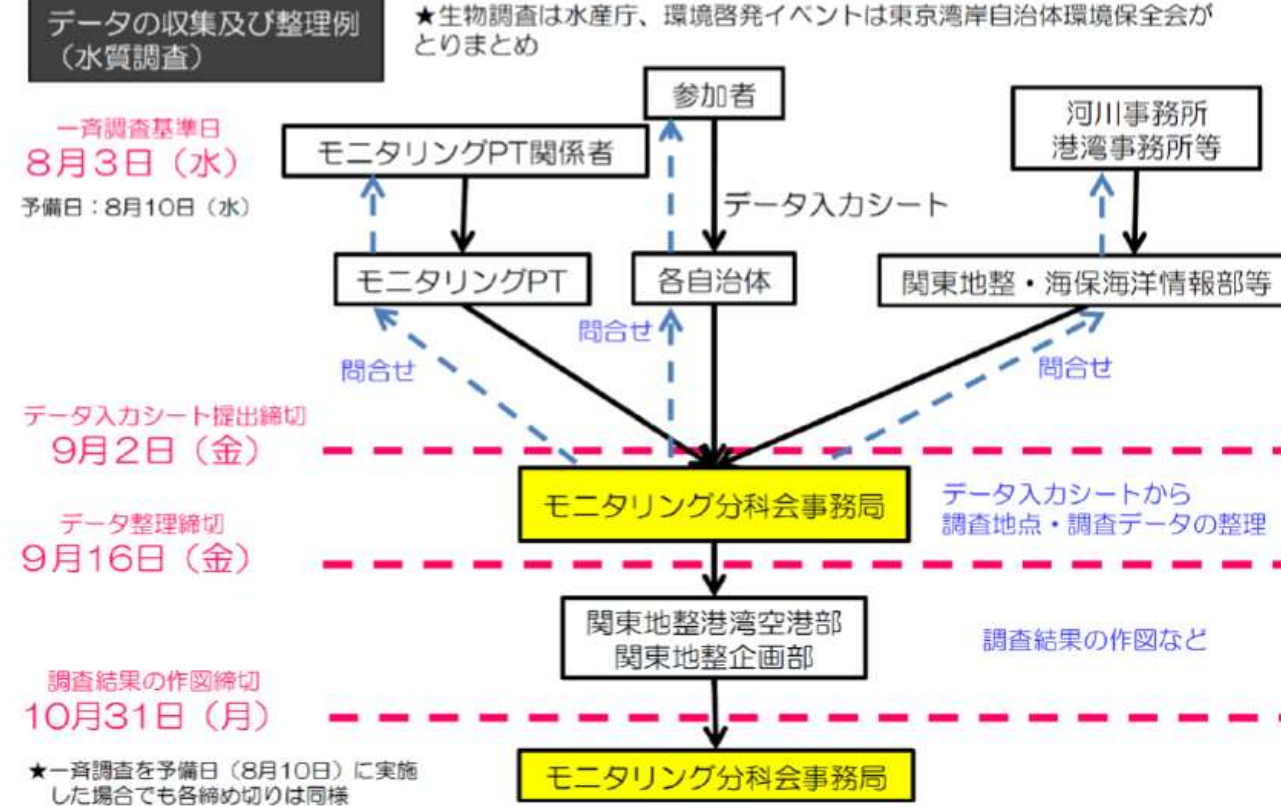 データの収集及び整理例
（水質調査）
★生物調査は水産庁、環境啓発イベントは東京湾岸自治体環境保全会が
とりまとめ
参加者
一斉調査基準日
8月3日（水）
予備日：8月10日（水）
モニタリングPT関係者
河川事務所
港湾事務所等
データ入力シート
モニタリングPT
各自治体
関東地整・海保海洋情報部等
問合せ
問合せ
問合せ
データ入力シート提出締切
9月2日（金）
モニタリング分科会事務局
データ入力シートから
調査地点・調査データの整理
データ整理締切
9月16日（金）
関東地整港湾空港部
関東地整企画部
調査結果の作図など
調査結果の作図締切
10月31日（月）
★一斉調査を予備日（8月10日）に実施
した場合でも各締め切りは同様
モニタリング分科会事務局